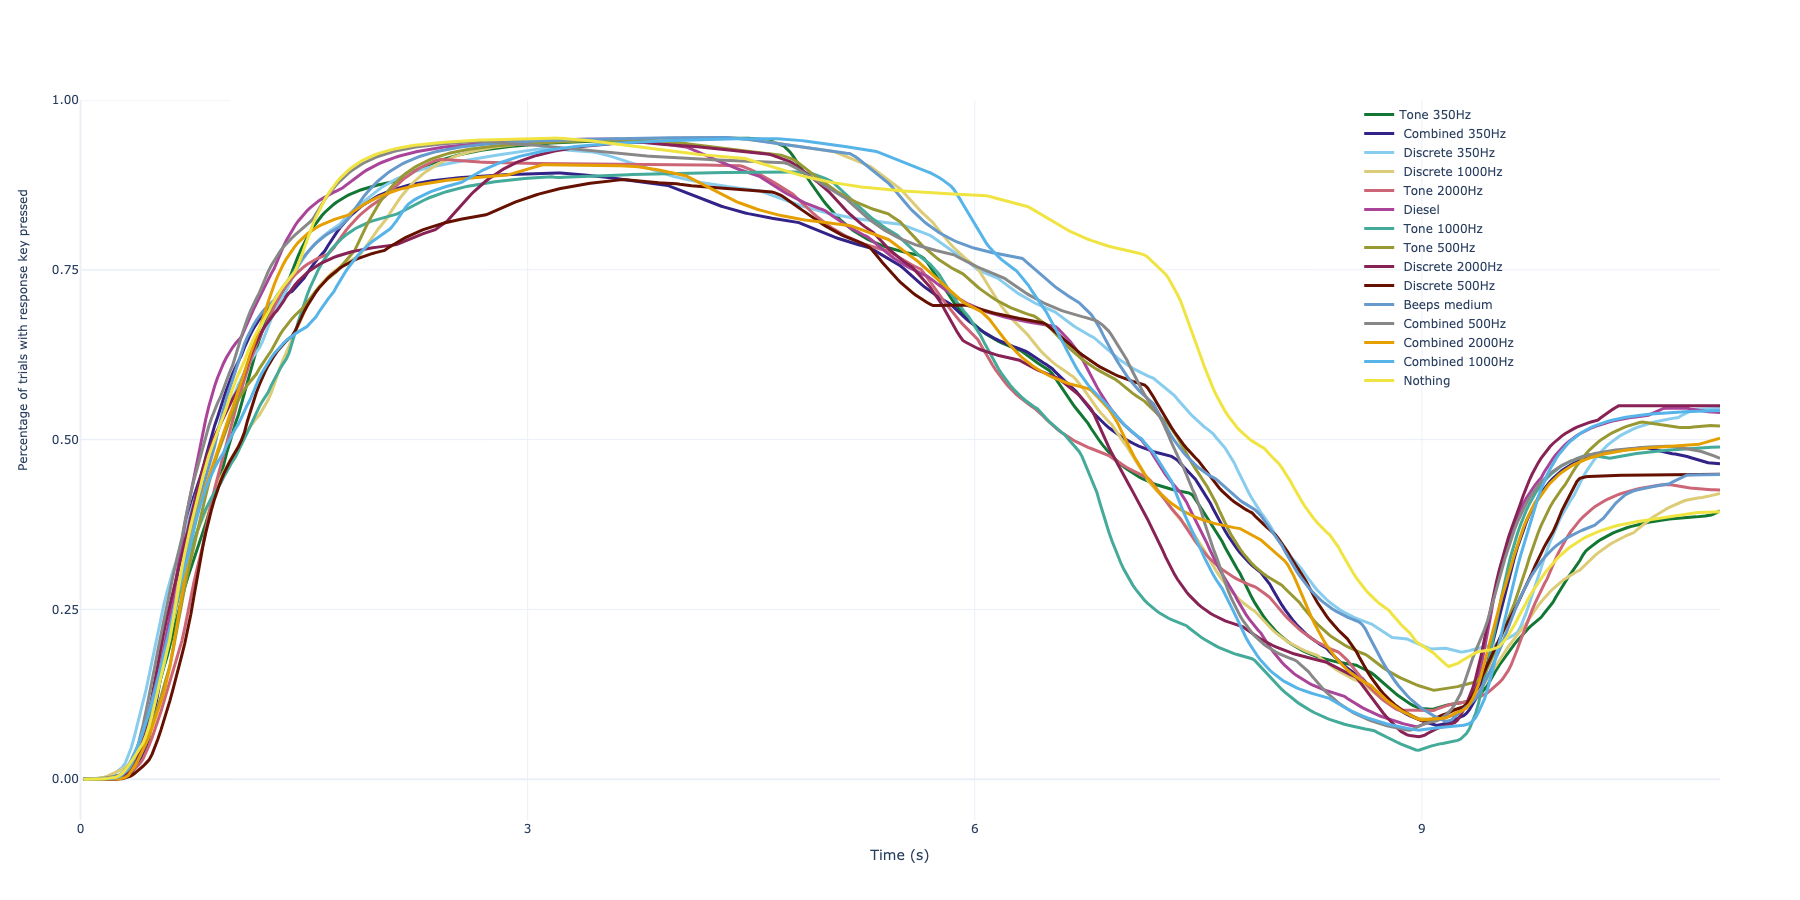 1.00
0.75
0.50
0.25
0.00
Percentage of trials with response key pressed
0
3
6
9
Time (s)
Tone 350Hz
Combined 350Hz
Discrete 350Hz
Discrete 1000Hz
Tone 2000Hz
Diesel
Tone 1000Hz
Tone 500Hz
Discrete 2000Hz
Discrete 500Hz
Beeps medium
Combined 500Hz
Combined 2000Hz
Combined 1000Hz
Nothing